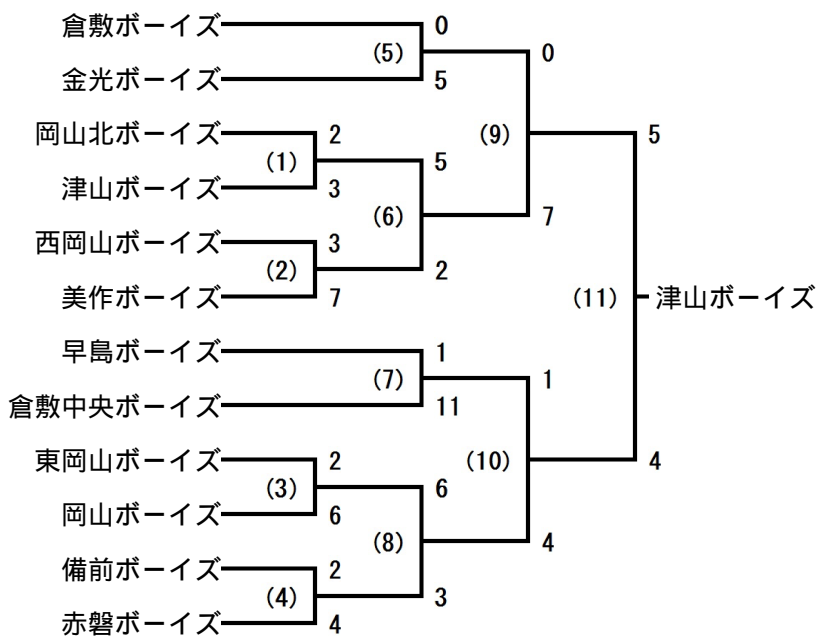 倉敷ボーイズ 0
(5) 0
金光ボーイズ 5
岡山北ボーイズ 2 (9) 5
(1) 5
津山ボーイズ 3
(6) 7
西岡山ボーイズ 3
(2) 2
美作ボーイズ 7
(11) 津山ボーイズ
早島ボーイズ 1
(7) 1
倉敷中央ボーイズ 11
東岡山ボーイズ 2 (10) 4
(3) 6
岡山ボーイズ 6
(8) 4
備前ボーイズ 2
(4) 3
赤磐ボーイズ 4